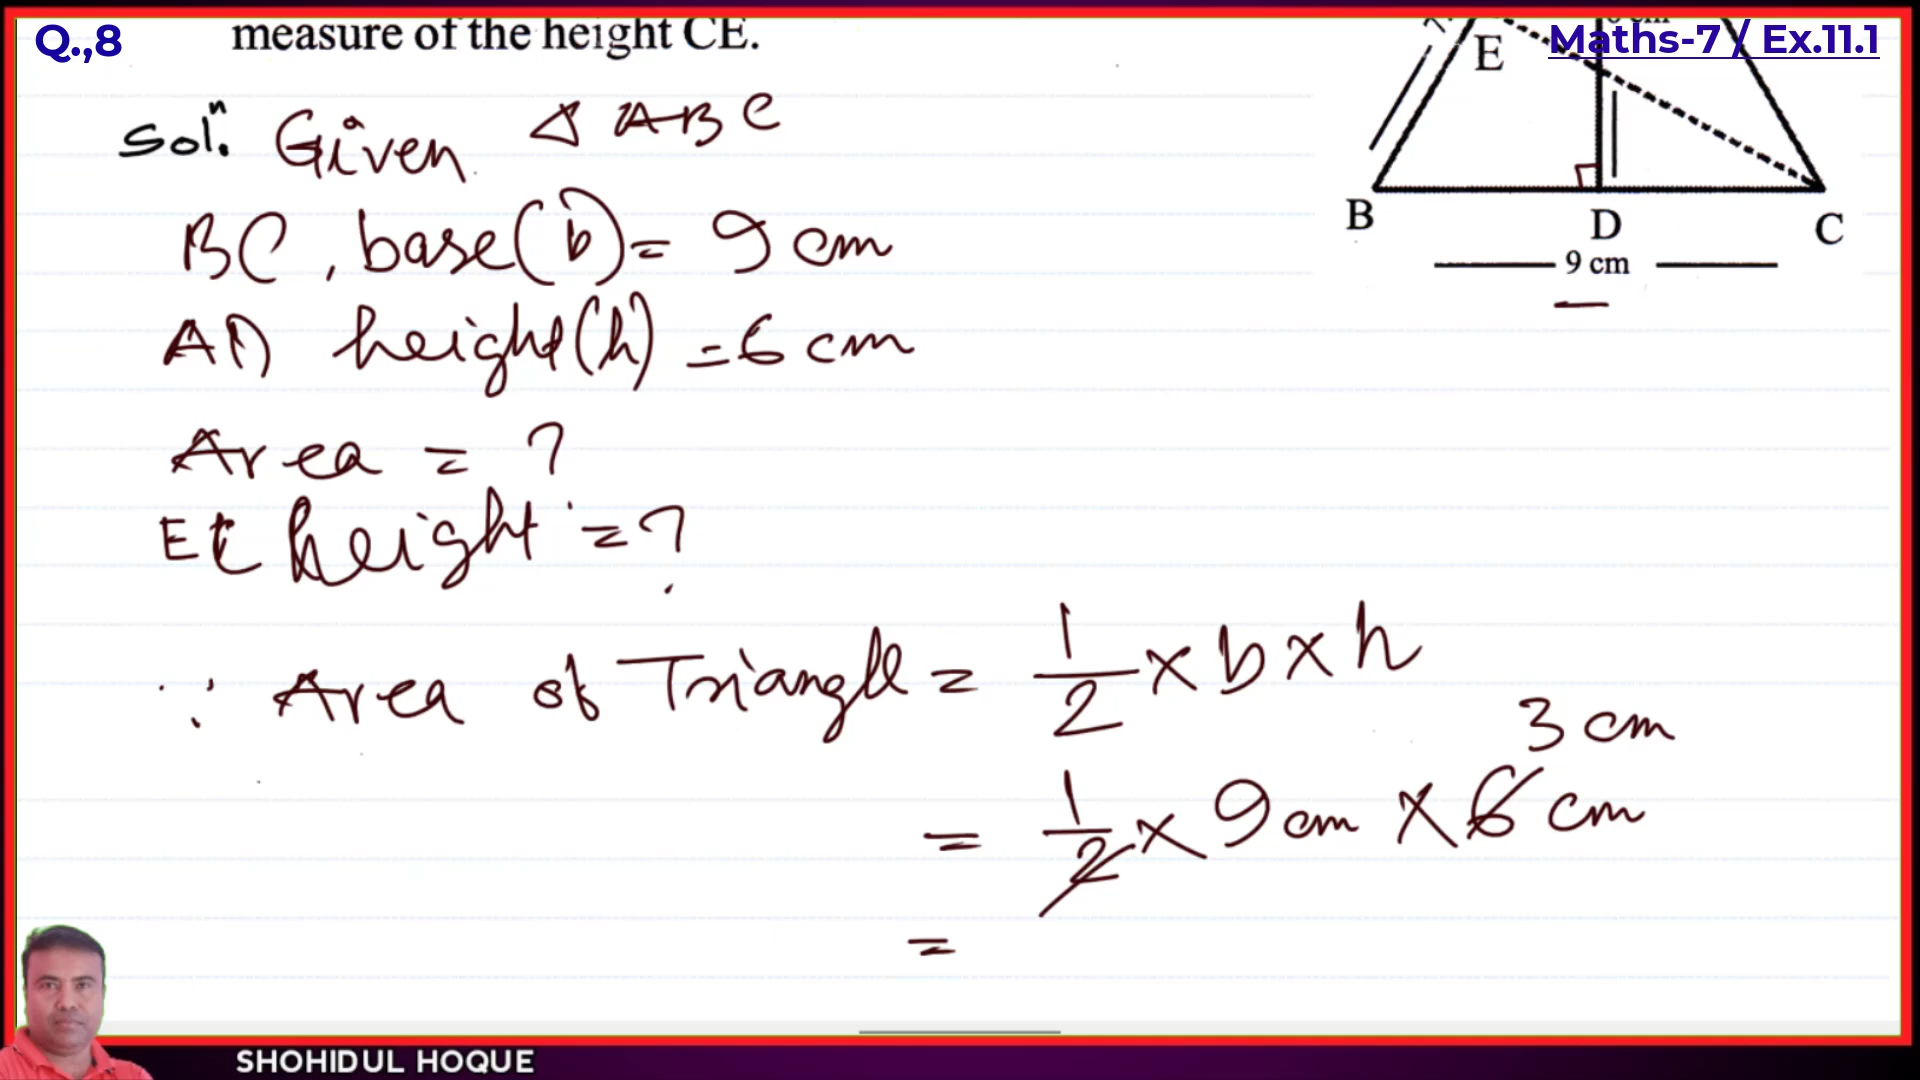 Q.,8
measure of the height CE.
Maths-7 / Ex.11.1
E
B
D
C
9 cm
Solⁿ. Given △ ABC
BC, base(b) = 9 cm
AD height(h) = 6 cm
Area = ?
EC height = ?
∵ Area of Triangle = 1/2 × b × h
3 cm
= 1/2 × 9 cm × 6 cm
=
SHOHIDUL HOQUE